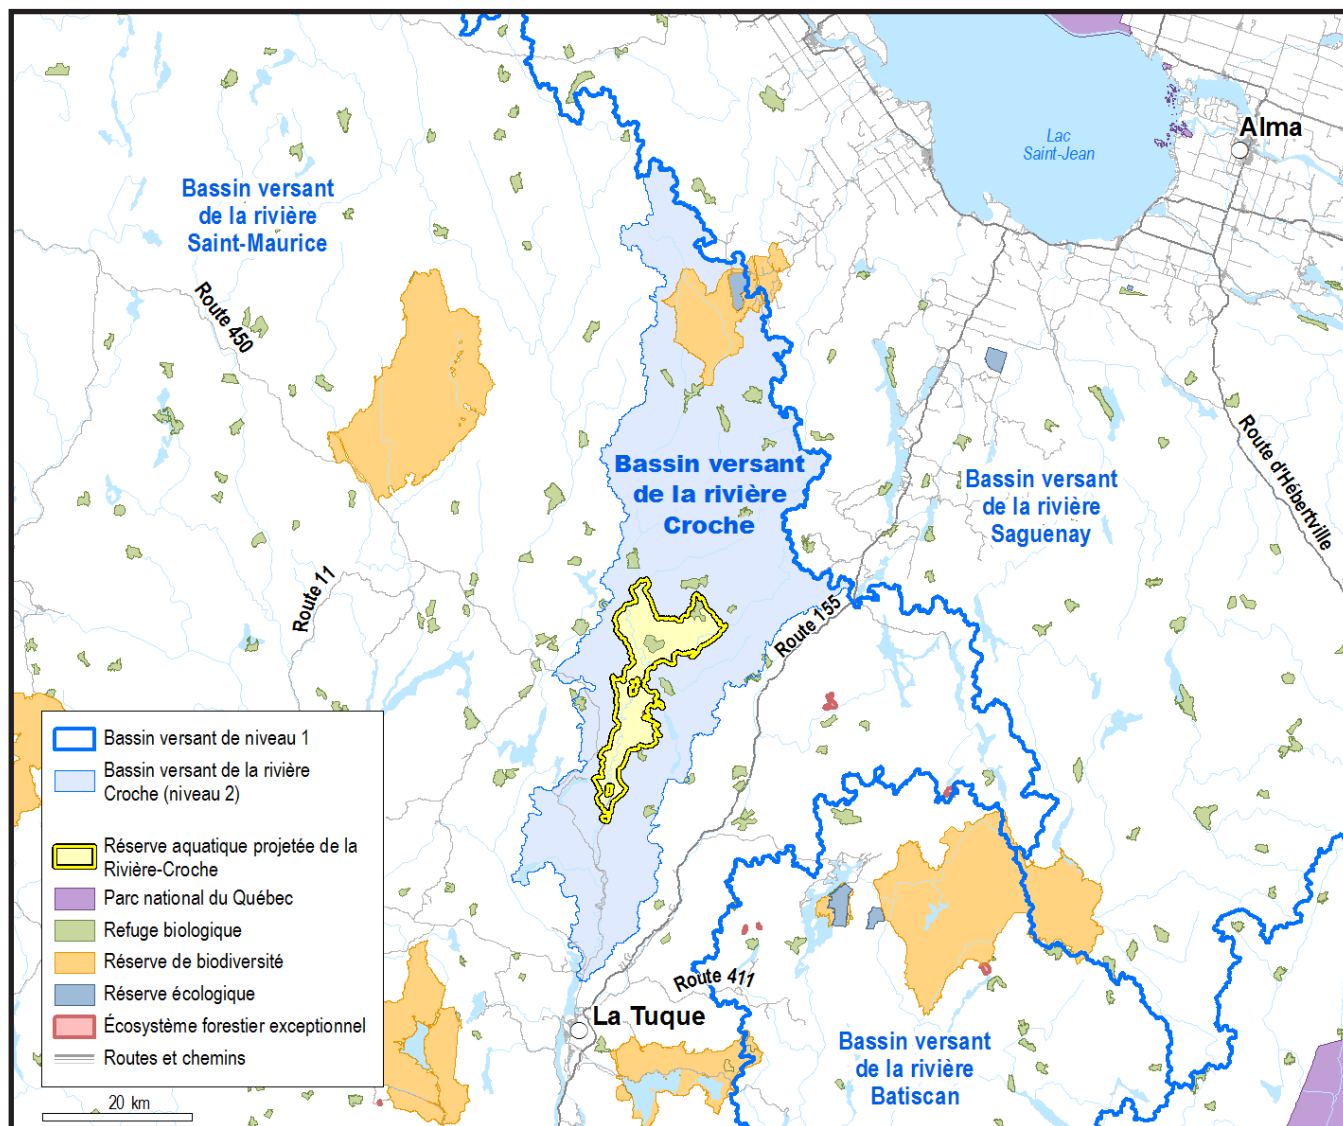 Alma
Lac
Saint-Jean
Bassin versant
de la rivière
Saint-Maurice
Route 450
Route d'Hébertville
Bassin versant
de la rivière
Croche
Bassin versant
de la rivière
Saguenay
Route 11
Route 155
Bassin versant de niveau 1
Bassin versant de la rivière
Croche (niveau 2)
Réserve aquatique projetée de la
Rivière-Croche
Parc national du Québec
Refuge biologique
Réserve de biodiversité
Réserve écologique
Écosystème forestier exceptionnel
Routes et chemins
Route 411
La Tuque
Bassin versant
de la rivière
Batiscan
20 km